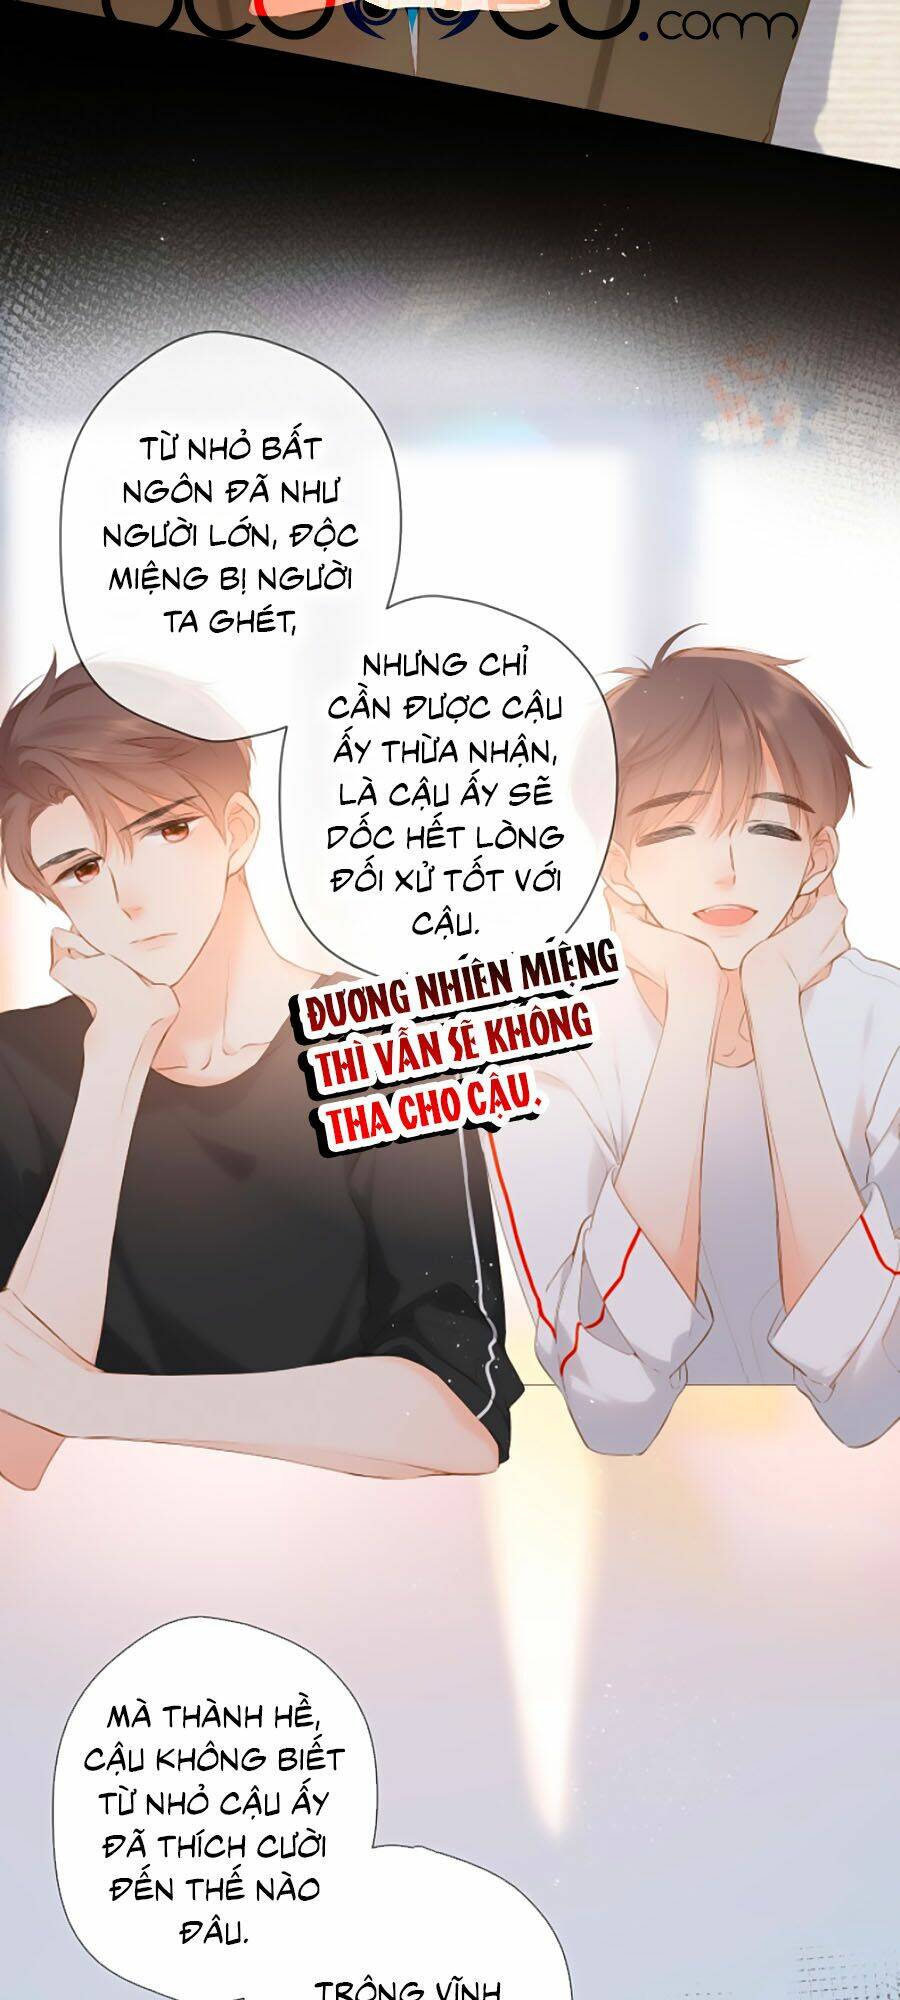 TỪ NHỎ BẤT
NGÔN ĐÃ NHƯ
NGƯỜI LỚN, ĐỘC
MIỆNG BỊ NGƯỜI
TA GHÉT,
NHƯNG CHỈ
CẦN ĐƯỢC CẬU
ẤY THỪA NHẬN,
LÀ CẬU ẤY SẼ
DỐC HẾT LÒNG
ĐỐI XỬ TỐT VỚI
CẬU.
ĐƯƠNG NHIÊN MIỆNG
THÌ VẪN SẼ KHÔNG
THA CHO CẬU.
MÀ THÀNH HỀ,
CẬU KHÔNG BIẾT
TỪ NHỎ CẬU ẤY
ĐÃ THÍCH CƯỜI
ĐẾN THẾ NÀO
ĐÂU.
TRÔNG VĨNH